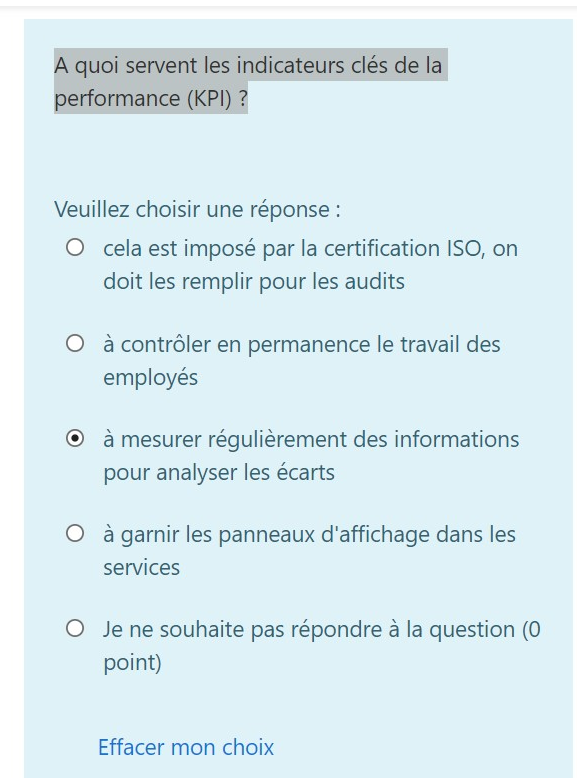 A quoi servent les indicateurs clés de la
performance (KPI) ?
Veuillez choisir une réponse :
cela est imposé par la certification ISO, on
doit les remplir pour les audits
à contrôler en permanence le travail des
employés
à mesurer régulièrement des informations
pour analyser les écarts
à garnir les panneaux d'affichage dans les
services
Je ne souhaite pas répondre à la question (0
point)
Effacer mon choix